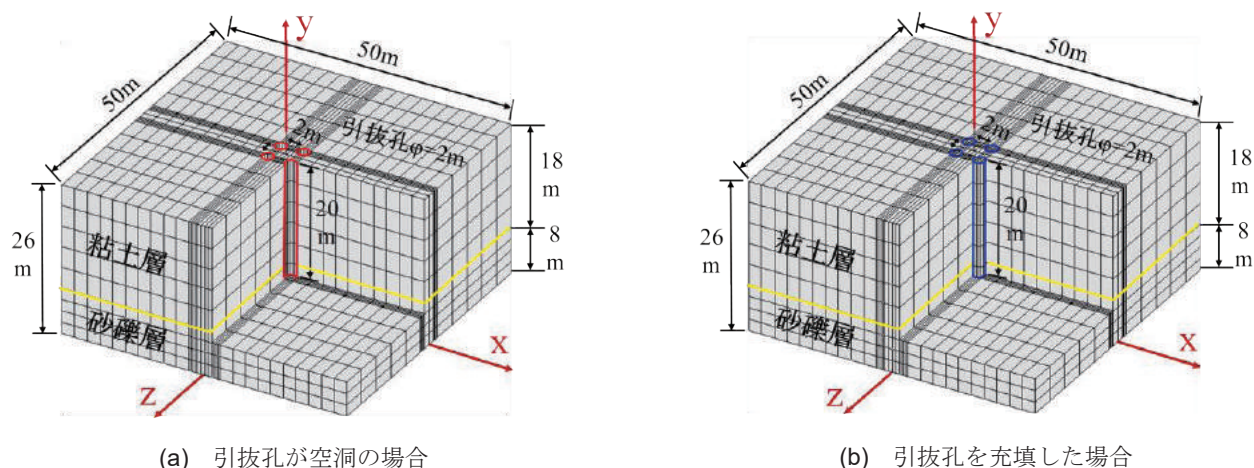 y
50m
50m
2m
引抜孔φ=2m
18
m
20
m
26
m
粘土層
8
m
砂礫層
x
z
(a) 引抜孔が空洞の場合
y
50m
50m
2m
引抜孔φ=2m
18
m
20
m
26
m
粘土層
8
m
砂礫層
x
z
(b) 引抜孔を充填した場合